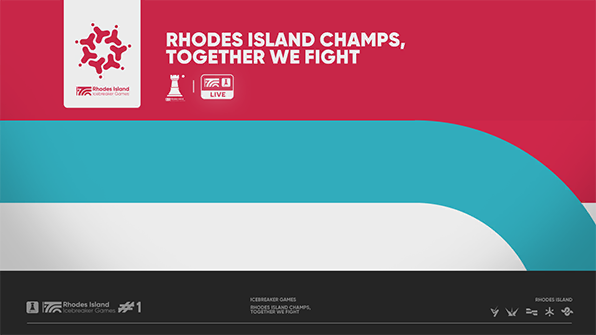 RHODES ISLAND CHAMPS,
TOGETHER WE FIGHT
Rhodes Island
Icebreaker Games
LIVE
Rhodes Island
Icebreaker Games
#1
ICEBREAKER GAMES
RHODES ISLAND CHAMPS,
TOGETHER WE FIGHT
RHODES ISLAND